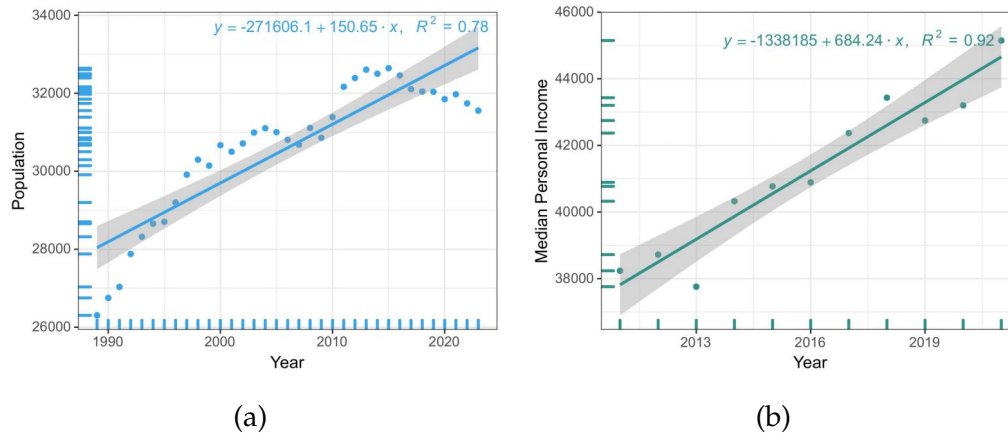 y = -271606.1 + 150.65 · x,  R² = 0.78
34000
32000
30000
28000
26000
Population
1990
2000
2010
2020
Year
(a)
y = -1338185 + 684.24 · x,  R² = 0.92
46000
44000
42000
40000
38000
Median Personal Income
2013
2016
2019
Year
(b)